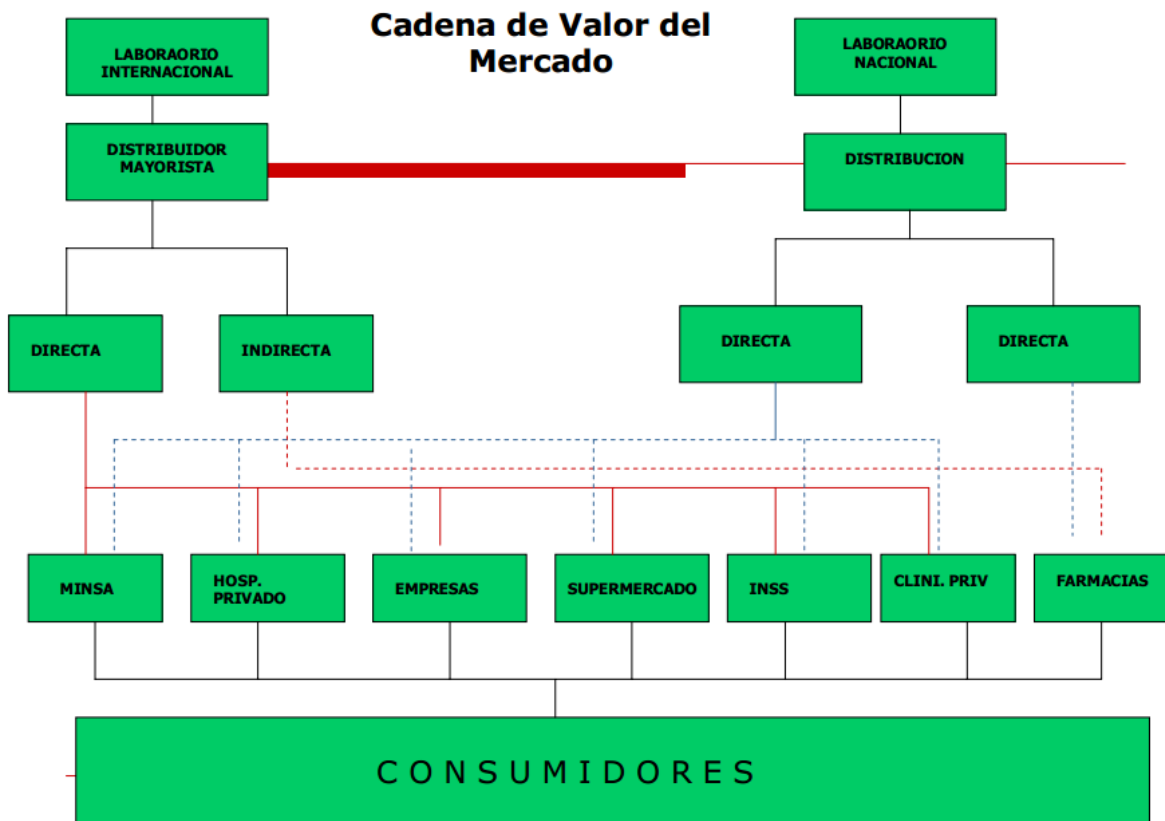 Cadena de Valor del
Mercado
LABORAORIO
INTERNACIONAL
LABORAORIO
NACIONAL
DISTRIBUIDOR
MAYORISTA
DISTRIBUCION
DIRECTA
INDIRECTA
DIRECTA
DIRECTA
MINSA
HOSP.
PRIVADO
EMPRESAS
SUPERMERCADO
INSS
CLINI. PRIV
FARMACIAS
C O N S U M I D O R E S